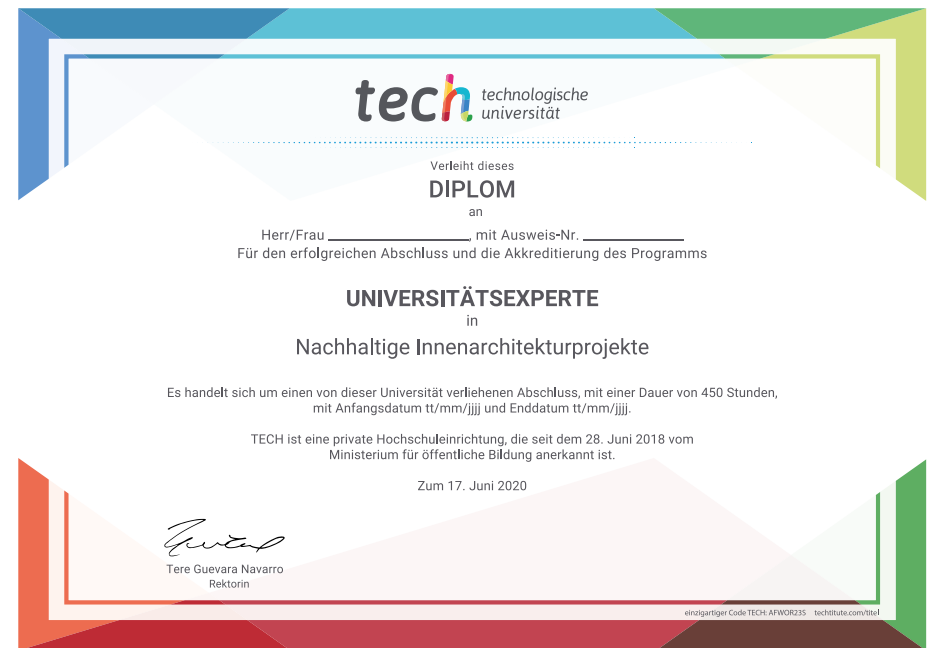 tech technologische
universität
Verleiht dieses
DIPLOM
an
Herr/Frau ____________________, mit Ausweis-Nr. ______________
Für den erfolgreichen Abschluss und die Akkreditierung des Programms
UNIVERSITÄTSEXPERTE
in
Nachhaltige Innenarchitekturprojekte
Es handelt sich um einen von dieser Universität verliehenen Abschluss, mit einer Dauer von 450 Stunden,
mit Anfangsdatum tt/mm/jjjj und Enddatum tt/mm/jjjj.
TECH ist eine private Hochschuleinrichtung, die seit dem 28. Juni 2018 vom
Ministerium für öffentliche Bildung anerkannt ist.
Zum 17. Juni 2020
Tere Guevara Navarro
Rektorin
einzigartiger Code TECH: AFWOR23S techtitute.com/titel